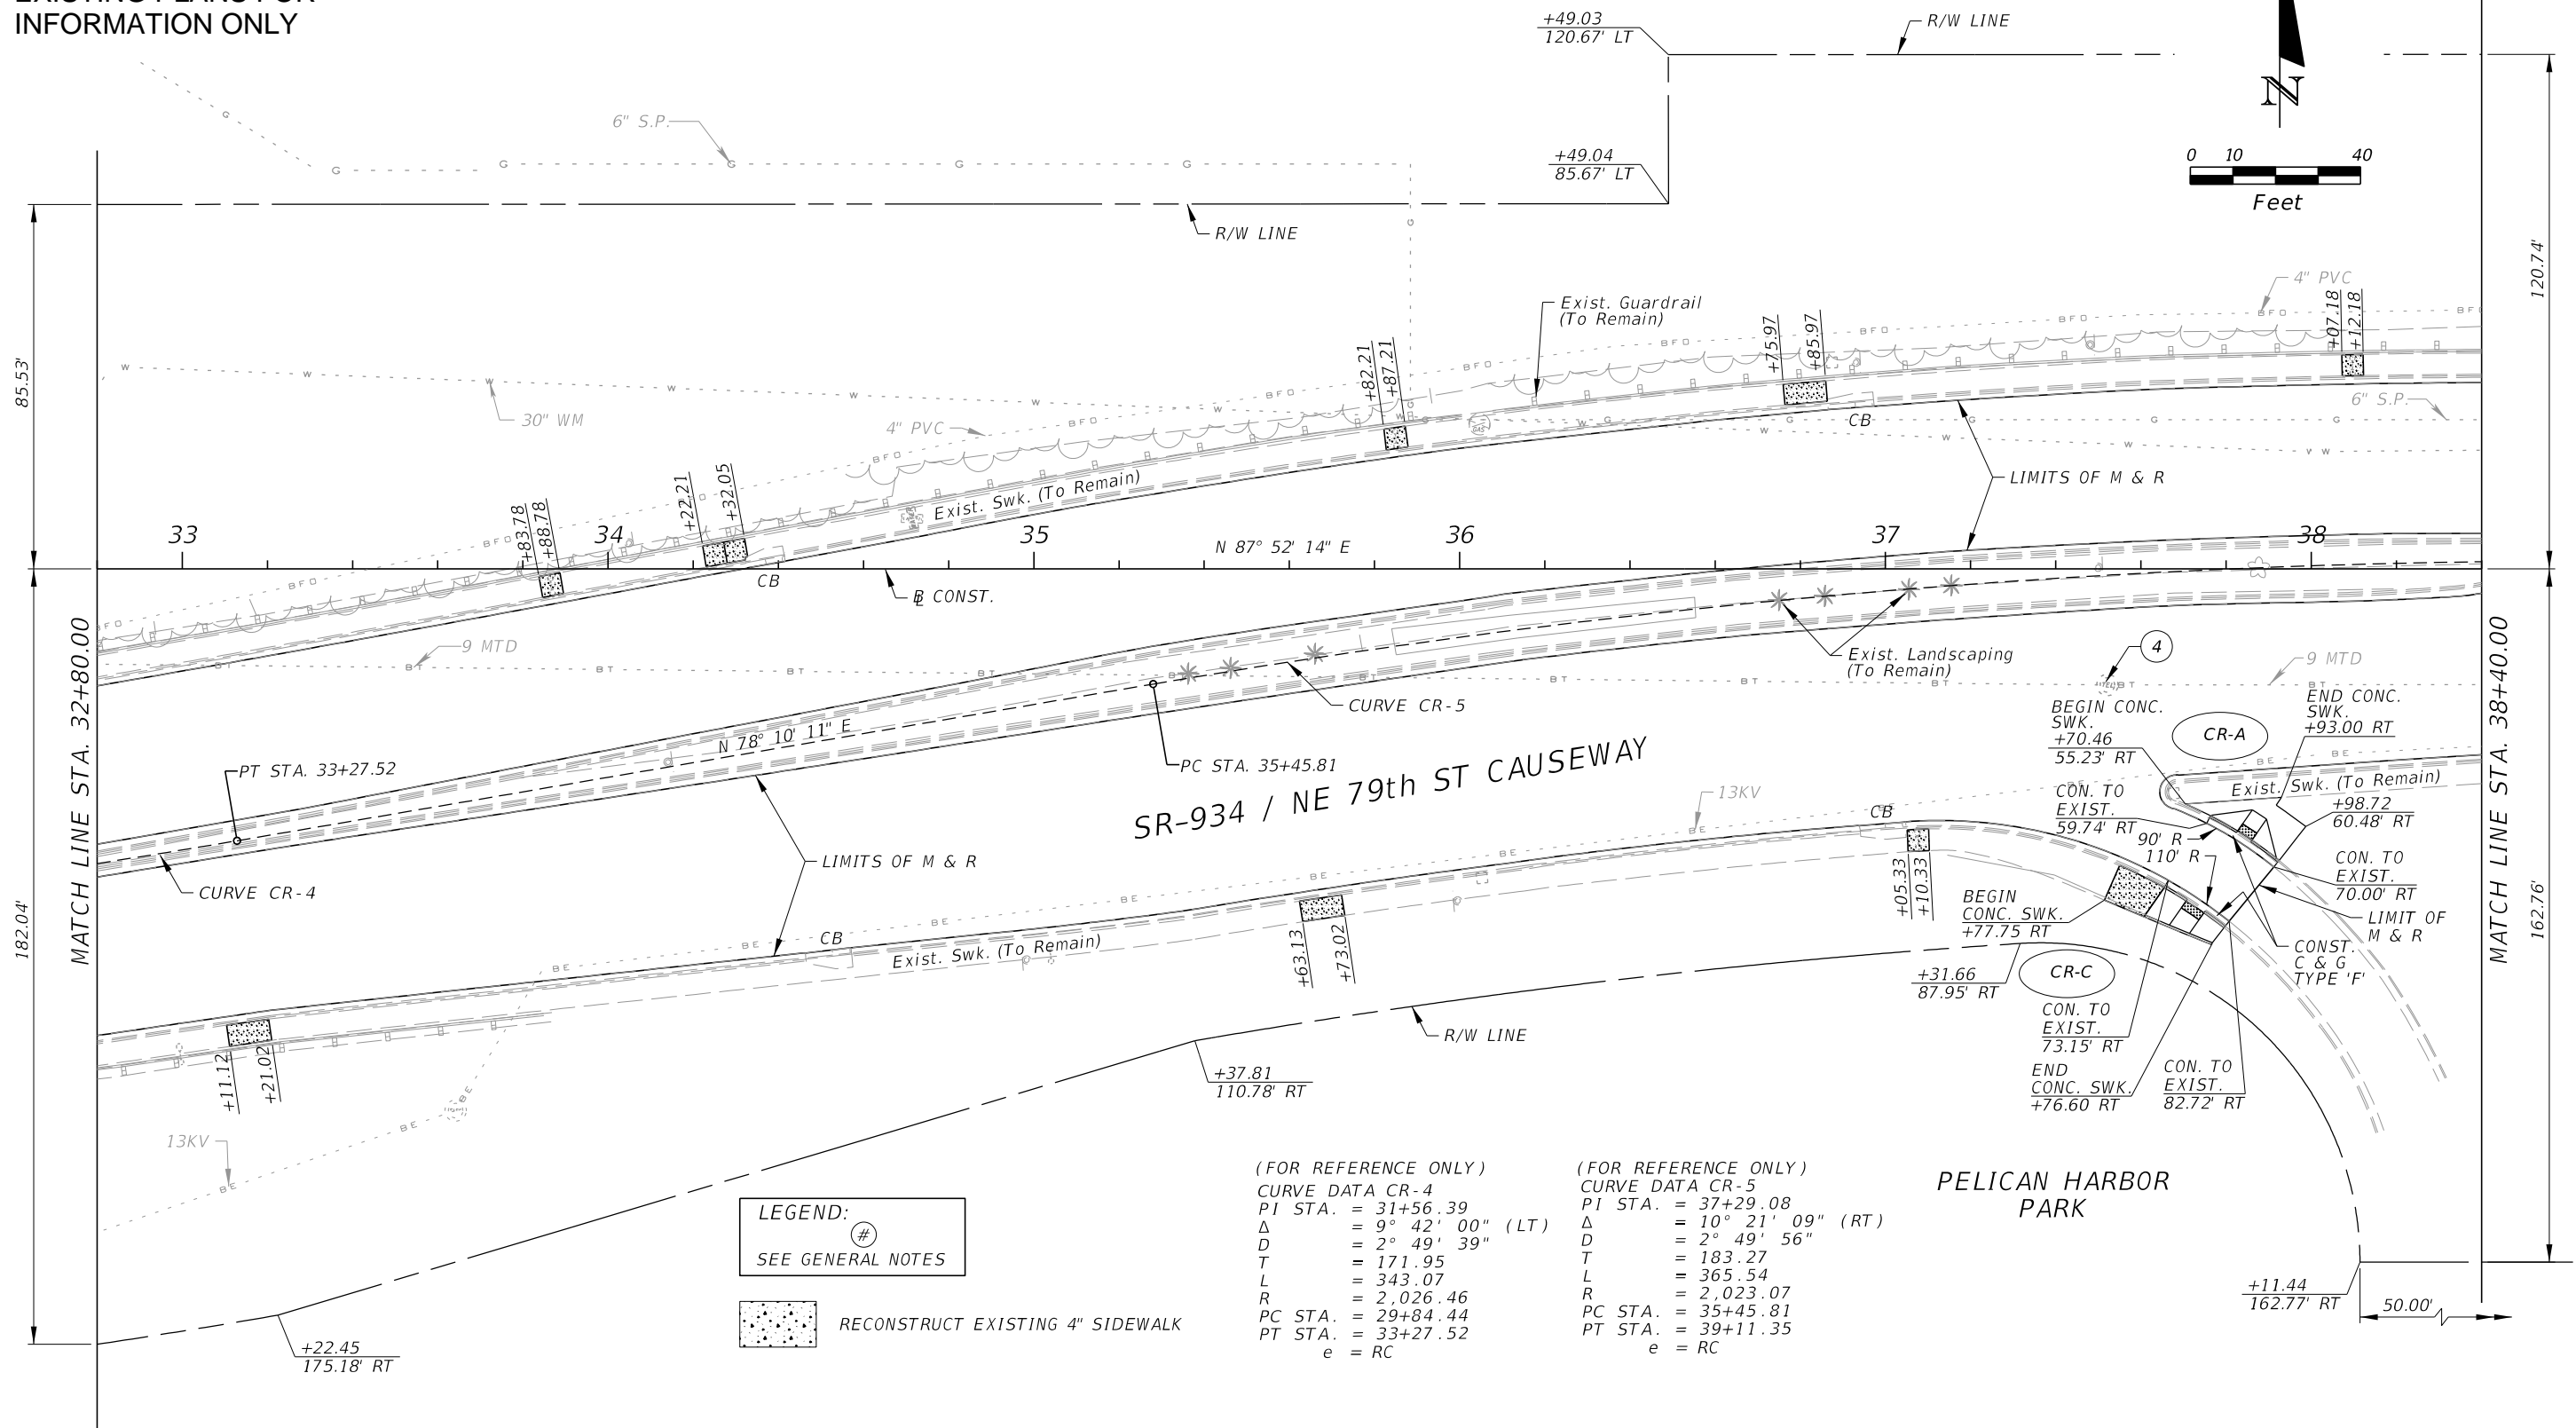 EXISTING PLANS FOR
INFORMATION ONLY
+49.03
120.67' LT
R/W LINE
N
6" S.P.
+49.04
85.67' LT
0 10 40
Feet
R/W LINE
120.74'
85.53'
Exist. Guardrail
(To Remain)
4" PVC
+07.18
+12.18
+75.97
+85.97
+82.21
+87.21
30" WM
4" PVC
CB
6" S.P.
LIMITS OF M & R
+22.21
+32.05
+83.78
+88.78
Exist. Swk. (To Remain)
33 34 35 36 37 38
N 87° 52' 14" E
CB
B CONST.
9 MTD
MATCH LINE STA. 32+80.00
MATCH LINE STA. 38+40.00
Exist. Landscaping
(To Remain)
4
9 MTD
CURVE CR-5
N 78° 10' 11" E
PT STA. 33+27.52
PC STA. 35+45.81
SR-934 / NE 79th ST CAUSEWAY
BEGIN CONC.
SWK.
+70.46
55.23' RT
END CONC.
SWK.
+93.00 RT
CR-A
Exist. Swk. (To Remain)
CON. TO
EXIST.
59.74' RT
+98.72
60.48' RT
90' R
110' R
CON. TO
EXIST.
70.00' RT
13KV
CB
LIMITS OF M & R
CURVE CR-4
+05.33
+10.33
BEGIN
CONC. SWK.
+77.75 RT
LIMIT OF
M & R
CONST.
C & G
TYPE 'F'
182.04'
162.76'
CB
Exist. Swk. (To Remain)
+63.13
+73.02
+31.66
87.95' RT
CR-C
CON. TO
EXIST.
73.15' RT
R/W LINE
END
CONC. SWK.
+76.60 RT
CON. TO
EXIST.
82.72' RT
+11.12
+21.02
+37.81
110.78' RT
13KV
LEGEND:
#
SEE GENERAL NOTES
RECONSTRUCT EXISTING 4" SIDEWALK
+22.45
175.18' RT
(FOR REFERENCE ONLY)
CURVE DATA CR-4
PI STA. = 31+56.39
Δ = 9° 42' 00" (LT)
D = 2° 49' 39"
T = 171.95
L = 343.07
R = 2,026.46
PC STA. = 29+84.44
PT STA. = 33+27.52
e = RC
(FOR REFERENCE ONLY)
CURVE DATA CR-5
PI STA. = 37+29.08
Δ = 10° 21' 09" (RT)
D = 2° 49' 56"
T = 183.27
L = 365.54
R = 2,023.07
PC STA. = 35+45.81
PT STA. = 39+11.35
e = RC
PELICAN HARBOR
PARK
+11.44
162.77' RT
50.00'